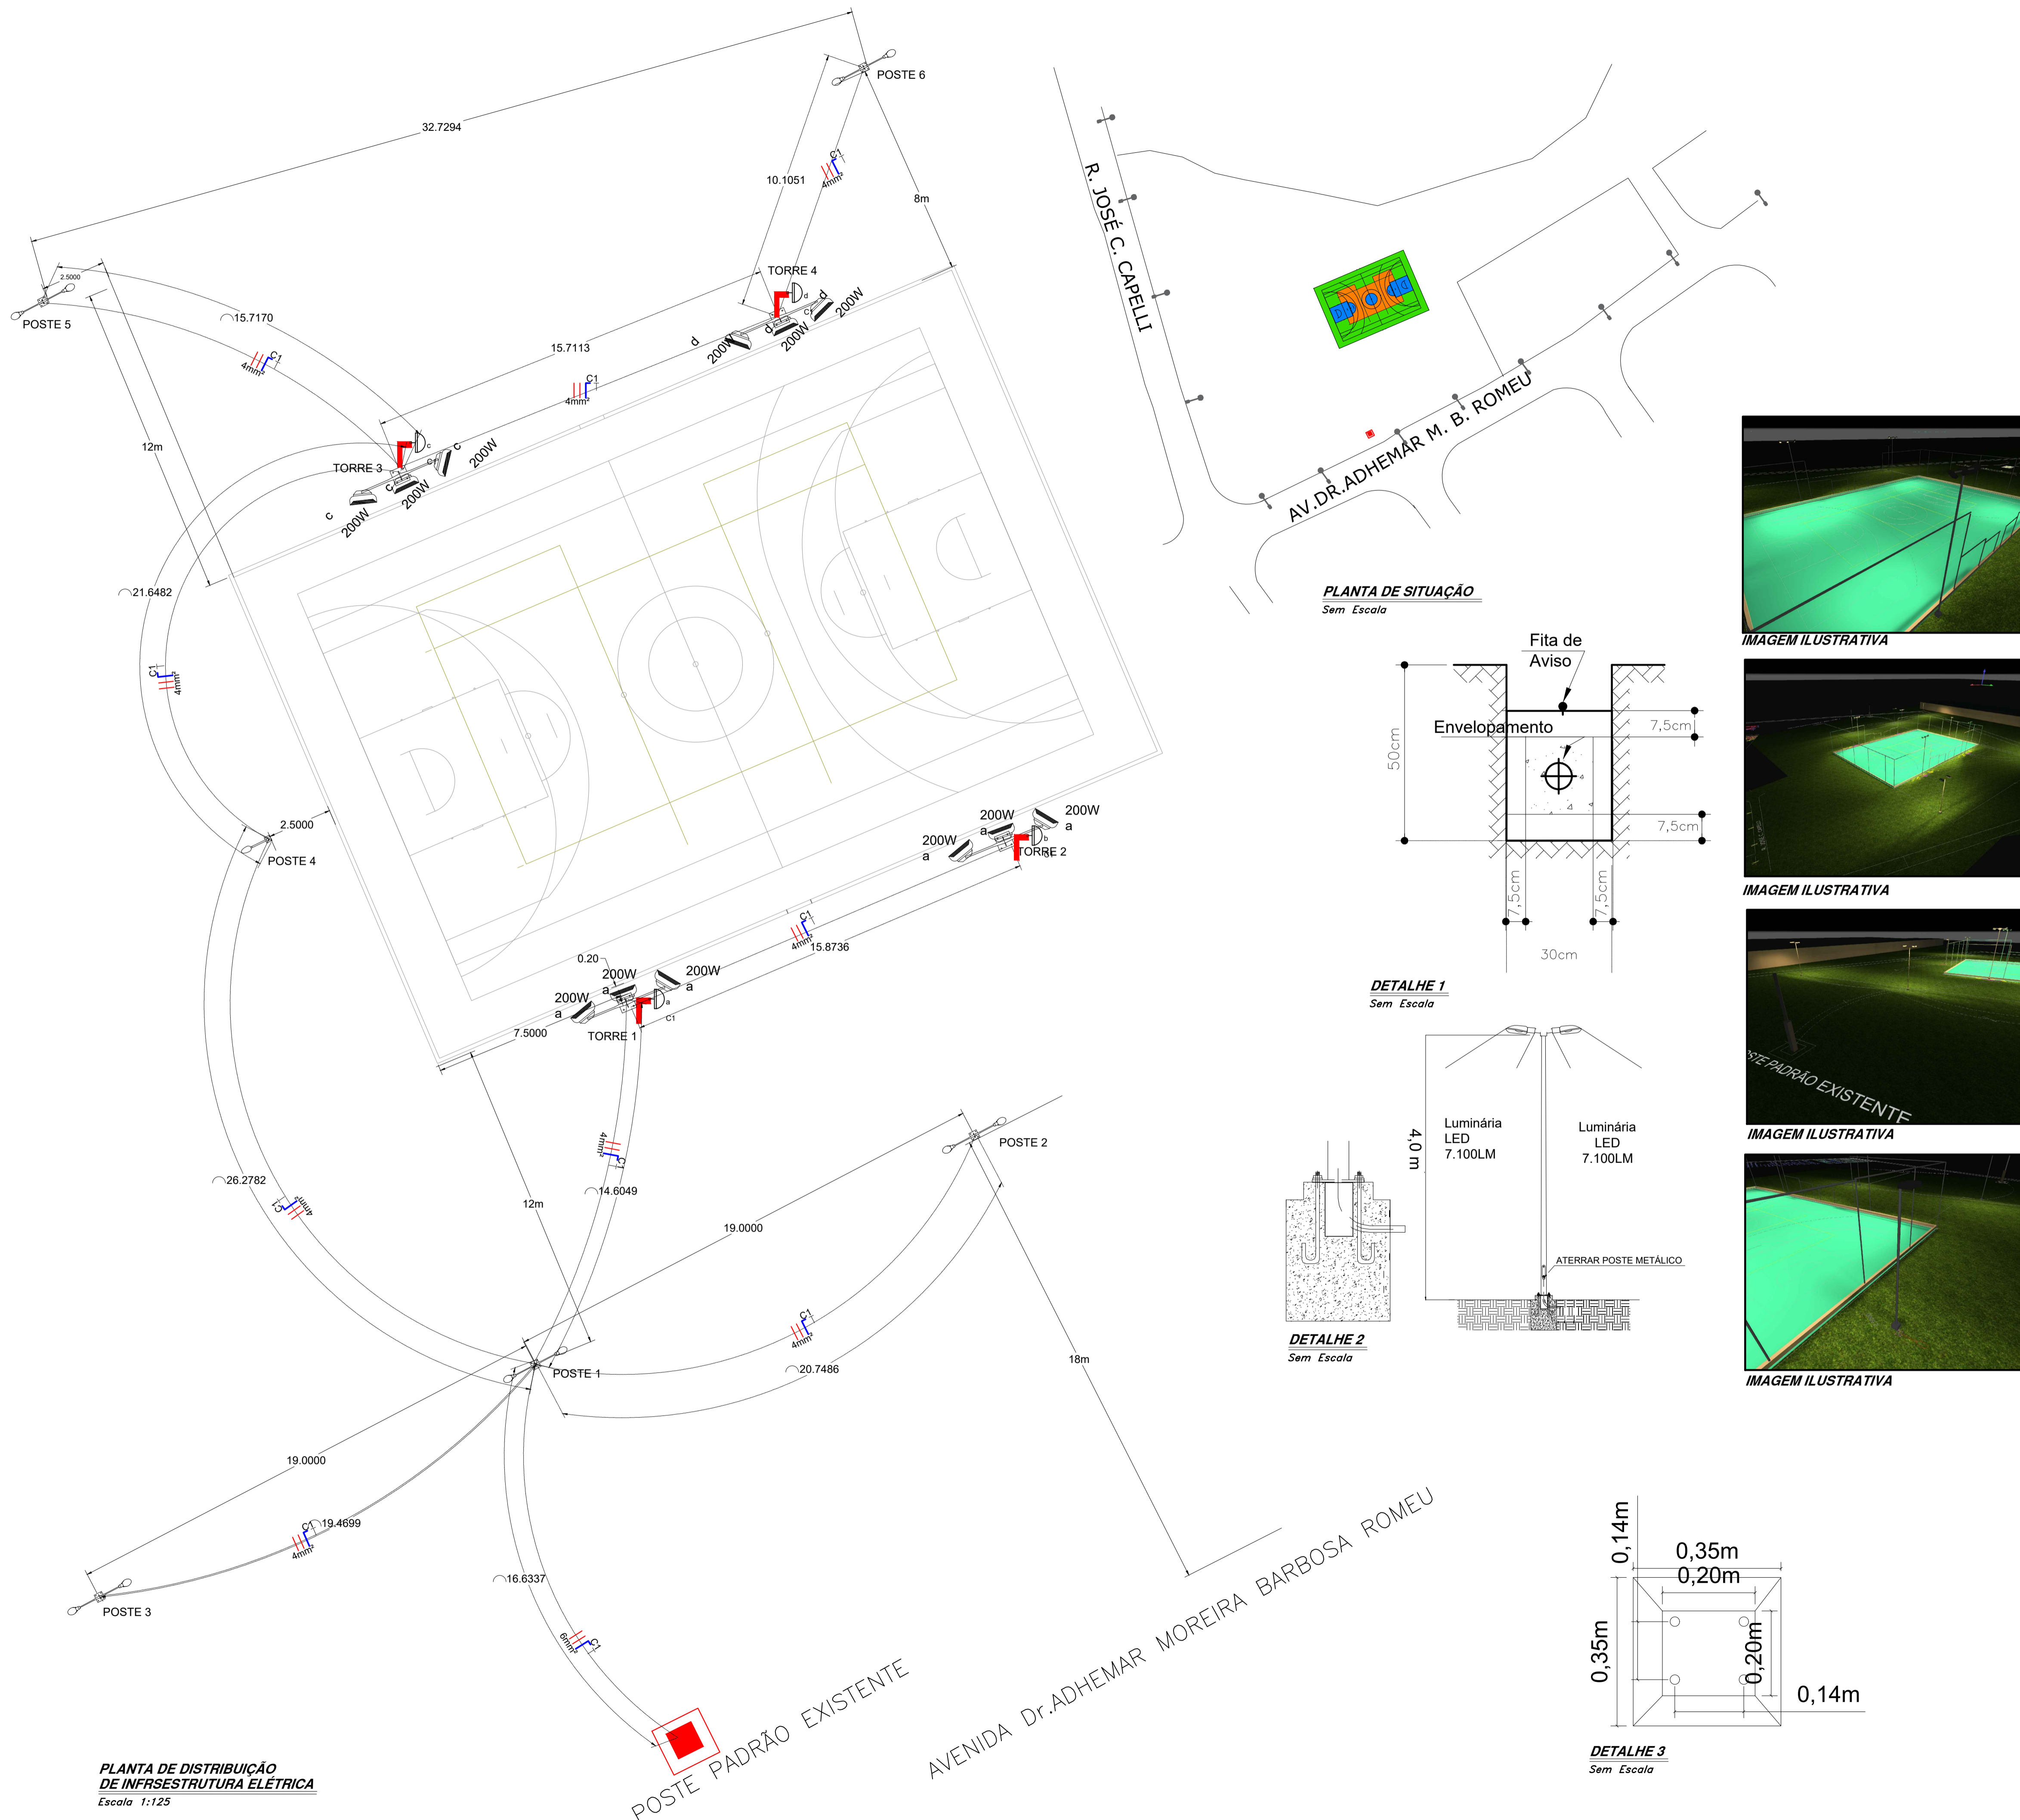 POSTE 6
32.7294
10.1051
C1
4mm²
8m
TORRE 4
d
d
d
C1
d
200W
200W
200W
2.5000
POSTE 5
15.7170
C1
4mm²
15.7113
C1
4mm²
12m
TORRE 3
c
c
C1
c
c
200W
200W
200W
21.6482
C1
4mm²
2.5000
POSTE 4
200W
a
200W
a
200W
a
b
C1
TORRE 2
C1
4mm²
15.8736
0.20
200W
a
200W
a
200W
a
a
C1
7.5000
TORRE 1
4mm²
C1
14.6049
12m
POSTE 2
19.0000
26.2782
C1
4mm²
C1
4mm²
20.7486
18m
POSTE 1
19.0000
C1
4mm²
19.4699
POSTE 3
16.6337
6mm²
C1
POSTE PADRÃO EXISTENTE
AVENIDA Dr.ADHEMAR MOREIRA BARBOSA ROMEU
PLANTA DE DISTRIBUIÇÃO
DE INFRSESTRUTURA ELÉTRICA
Escala 1:125
R. JOSÉ C. CAPELLI
AV.DR.ADHEMAR M. B. ROMEU
PLANTA DE SITUAÇÃO
Sem Escala
Fita de
Aviso
Envelopamento
50cm
7,5cm
7,5cm
7,5cm
7,5cm
30cm
DETALHE 1
Sem Escala
4,0 m
Luminária
LED
7.100LM
Luminária
LED
7.100LM
ATERRAR POSTE METÁLICO
DETALHE 2
Sem Escala
0,14m
0,35m
0,20m
0,35m
0,20m
0,14m
DETALHE 3
Sem Escala
IMAGEM ILUSTRATIVA
IMAGEM ILUSTRATIVA
STE PADRÃO EXISTENTE
IMAGEM ILUSTRATIVA
IMAGEM ILUSTRATIVA